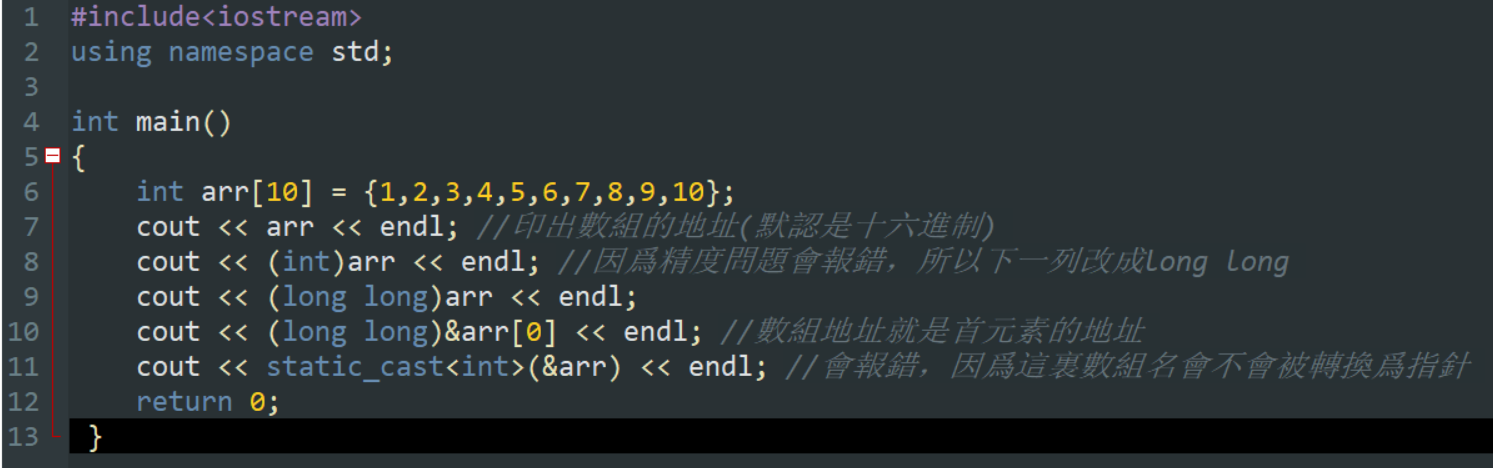 1 #include<iostream>
2 using namespace std;
3
4 int main()
5 {
6 int arr[10] = {1,2,3,4,5,6,7,8,9,10};
7 cout << arr << endl; //印出數組的地址(默認是十六進制)
8 cout << (int)arr << endl; //因爲精度問題會報錯，所以下一列改成long long
9 cout << (long long)arr << endl;
10 cout << (long long)&arr[0] << endl; //數組地址就是首元素的地址
11 cout << static_cast<int>(&arr) << endl; //會報錯，因爲這裏數組名會不會被轉換爲指針
12 return 0;
13 }